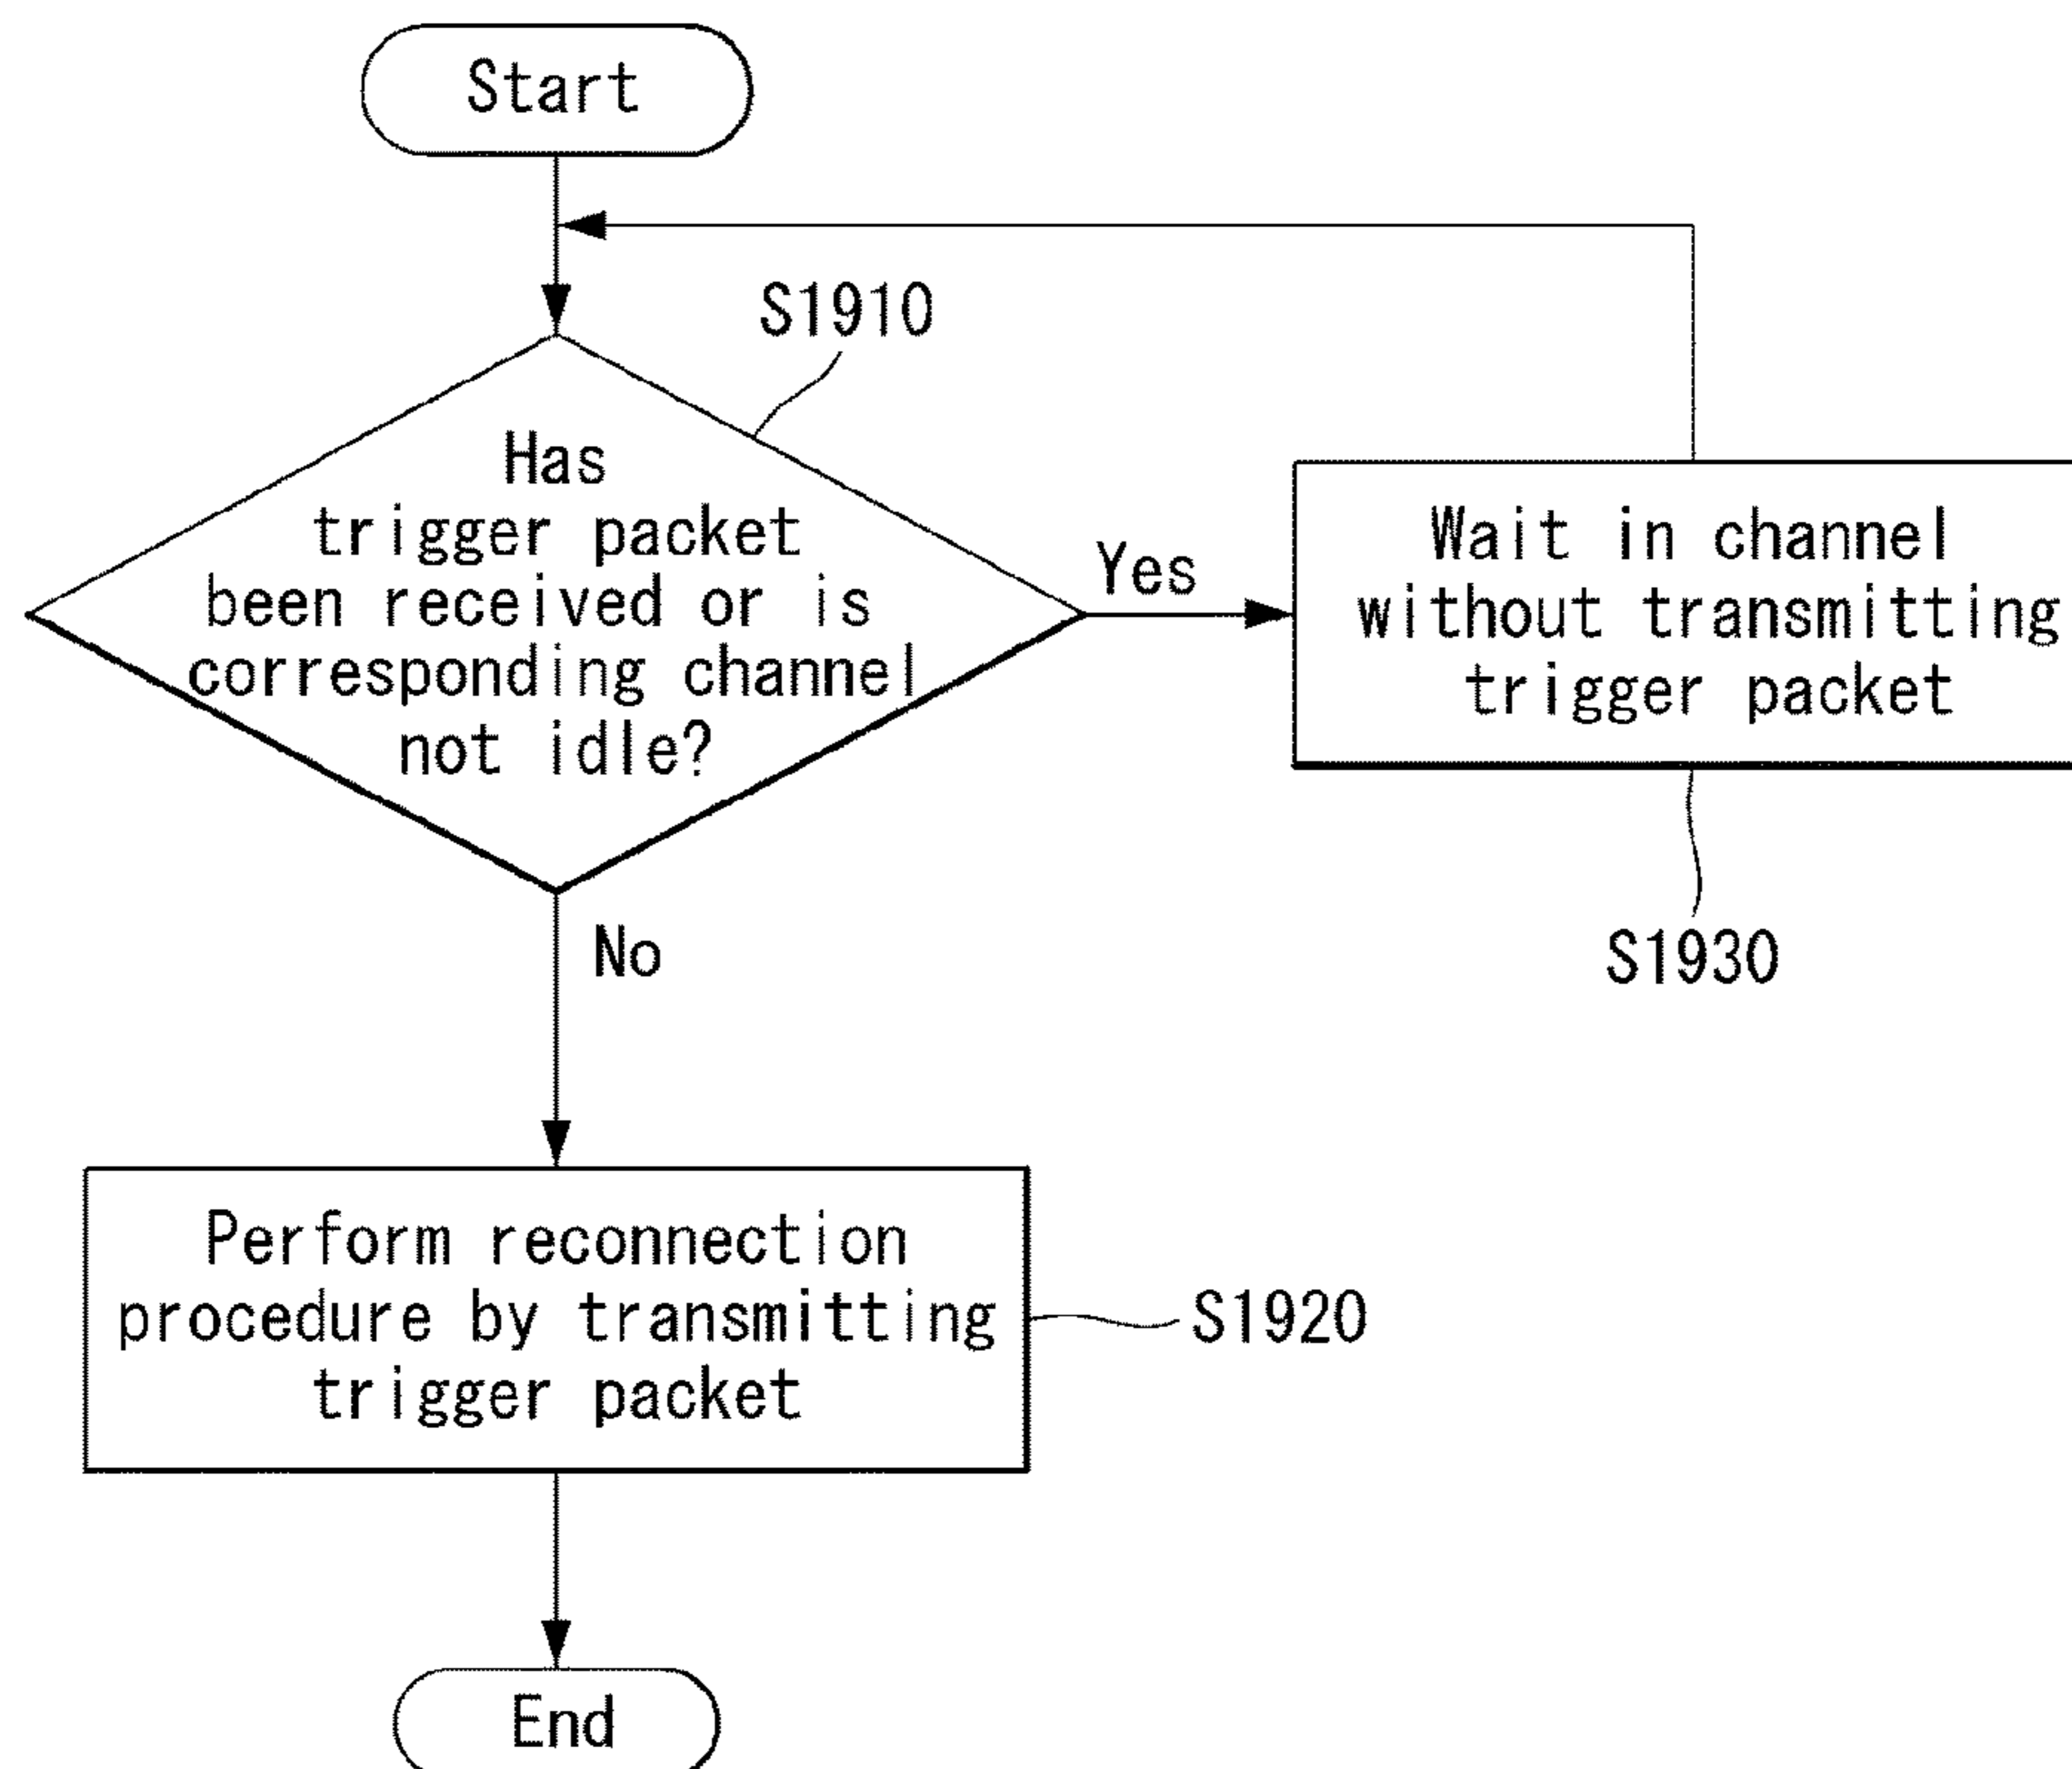 Start
S1910
Has
trigger packet
been received or is
corresponding channel
not idle?
Yes
Wait in channel
without transmitting
trigger packet
S1930
No
Perform reconnection
procedure by transmitting
trigger packet
S1920
End